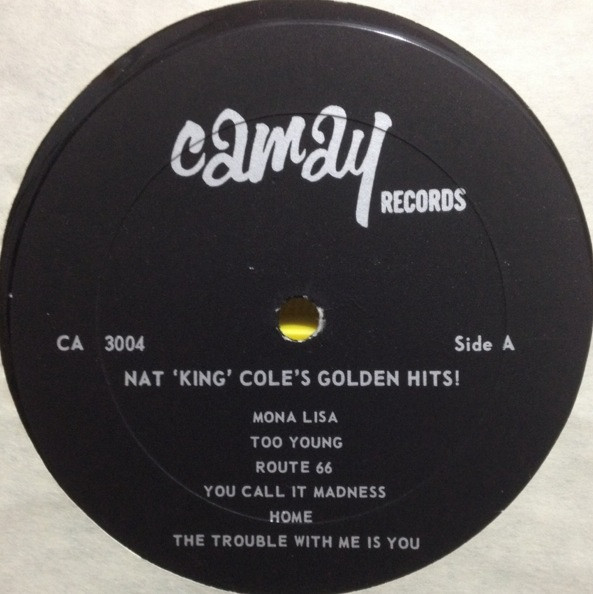 camay
RECORDS
CA 3004 Side A
NAT ‘KING’ COLE’S GOLDEN HITS!
MONA LISA
TOO YOUNG
ROUTE 66
YOU CALL IT MADNESS
HOME
THE TROUBLE WITH ME IS YOU